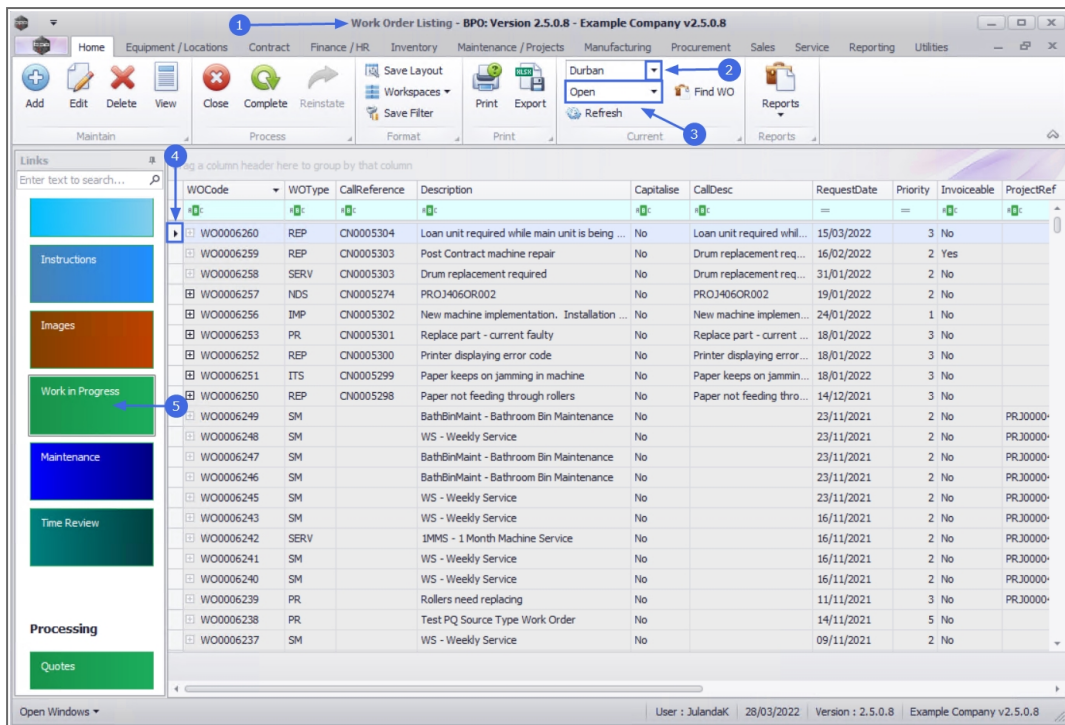 1
Work Order Listing - BPO: Version 2.5.0.8 - Example Company v2.5.0.8
Home Equipment / Locations Contract Finance / HR Inventory Maintenance / Projects Manufacturing Procurement Sales Service Reporting Utilities
Add Edit Delete View
Maintain
Close Complete Reinstate
Process
Save Layout
Workspaces
Save Filter
Format
Print Export
Print
Durban
2
Open
Find WO
Refresh
3
Current
Reports
Reports
Links
Enter text to search...
4
a column header here to group by that column
WOCode WOType CallReference Description Capitalise CallDesc RequestDate Priority Invoiceable ProjectRef
= =
WO0006260 REP CN0005304 Loan unit required while main unit is being ... No Loan unit required whil... 15/03/2022 3 No
WO0006259 REP CN0005303 Post Contract machine repair No Drum replacement req... 16/02/2022 2 Yes
WO0006258 SERV CN0005303 Drum replacement required No Drum replacement req... 31/01/2022 2 No
WO0006257 NDS CN0005274 PROJ406OR002 No PROJ406OR002 19/01/2022 2 No
WO0006256 IMP CN0005302 New machine implementation. Installation ... No New machine implemen... 24/01/2022 1 No
WO0006253 PR CN0005301 Replace part - current faulty No Replace part - current ... 18/01/2022 3 No
WO0006252 REP CN0005300 Printer displaying error code No Printer displaying error... 18/01/2022 3 No
WO0006251 ITS CN0005299 Paper keeps on jamming in machine No Paper keeps on jammin... 18/01/2022 3 No
WO0006250 REP CN0005298 Paper not feeding through rollers No Paper not feeding thro... 14/12/2021 3 No
WO0006249 SM BathBinMaint - Bathroom Bin Maintenance No 23/11/2021 2 No PRJ0000
WO0006248 SM WS - Weekly Service No 23/11/2021 2 No PRJ0000
WO0006247 SM BathBinMaint - Bathroom Bin Maintenance No 23/11/2021 2 No PRJ0000
WO0006246 SM BathBinMaint - Bathroom Bin Maintenance No 23/11/2021 2 No PRJ0000
WO0006245 SM WS - Weekly Service No 23/11/2021 2 No PRJ0000
WO0006243 SM WS - Weekly Service No 16/11/2021 2 No PRJ0000
WO0006242 SERV 1MMS - 1 Month Machine Service No 16/11/2021 2 No PRJ0000
WO0006241 SM WS - Weekly Service No 16/11/2021 2 No PRJ0000
WO0006240 SM WS - Weekly Service No 16/11/2021 2 No PRJ0000
WO0006239 PR Rollers need replacing No 11/11/2021 3 No PRJ0000
WO0006238 PR Test PQ Source Type Work Order No 14/11/2021 5 No
WO0006237 SM WS - Weekly Service No 09/11/2021 2 No
Instructions
Images
Work in Progress
5
Maintenance
Time Review
Processing
Quotes
Open Windows
User : JulandaK 28/03/2022 Version : 2.5.0.8 Example Company v2.5.0.8